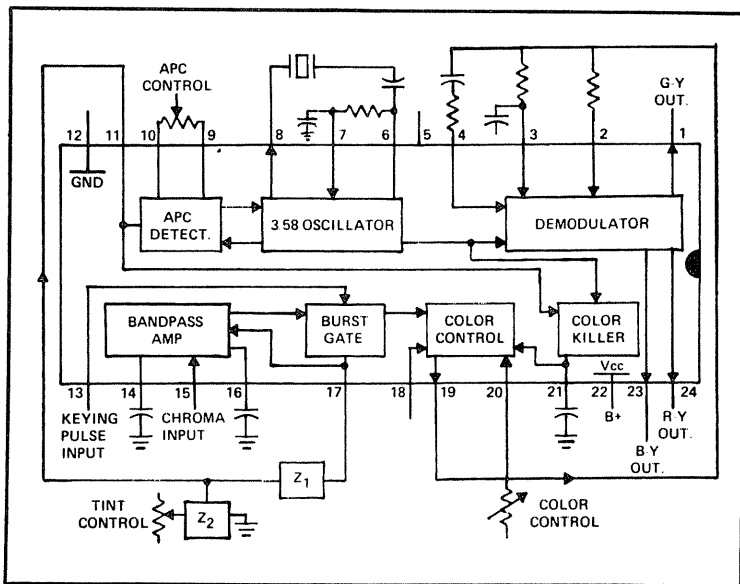 APC
CONTROL
G-Y
OUT.
12 11 10 9 8 7 6 5 4 3 2 1
GND
APC
DETECT.
3.58 OSCILLATOR
DEMODULATOR
BANDPASS
AMP
BURST
GATE
COLOR
CONTROL
COLOR
KILLER
Vcc
13 14 15 16 17 18 19 20 21 22 23 24
KEYING
PULSE
INPUT
CHROMA
INPUT
B+
R-Y
OUT.
B-Y
OUT.
Z1
TINT
CONTROL
Z2
COLOR
CONTROL